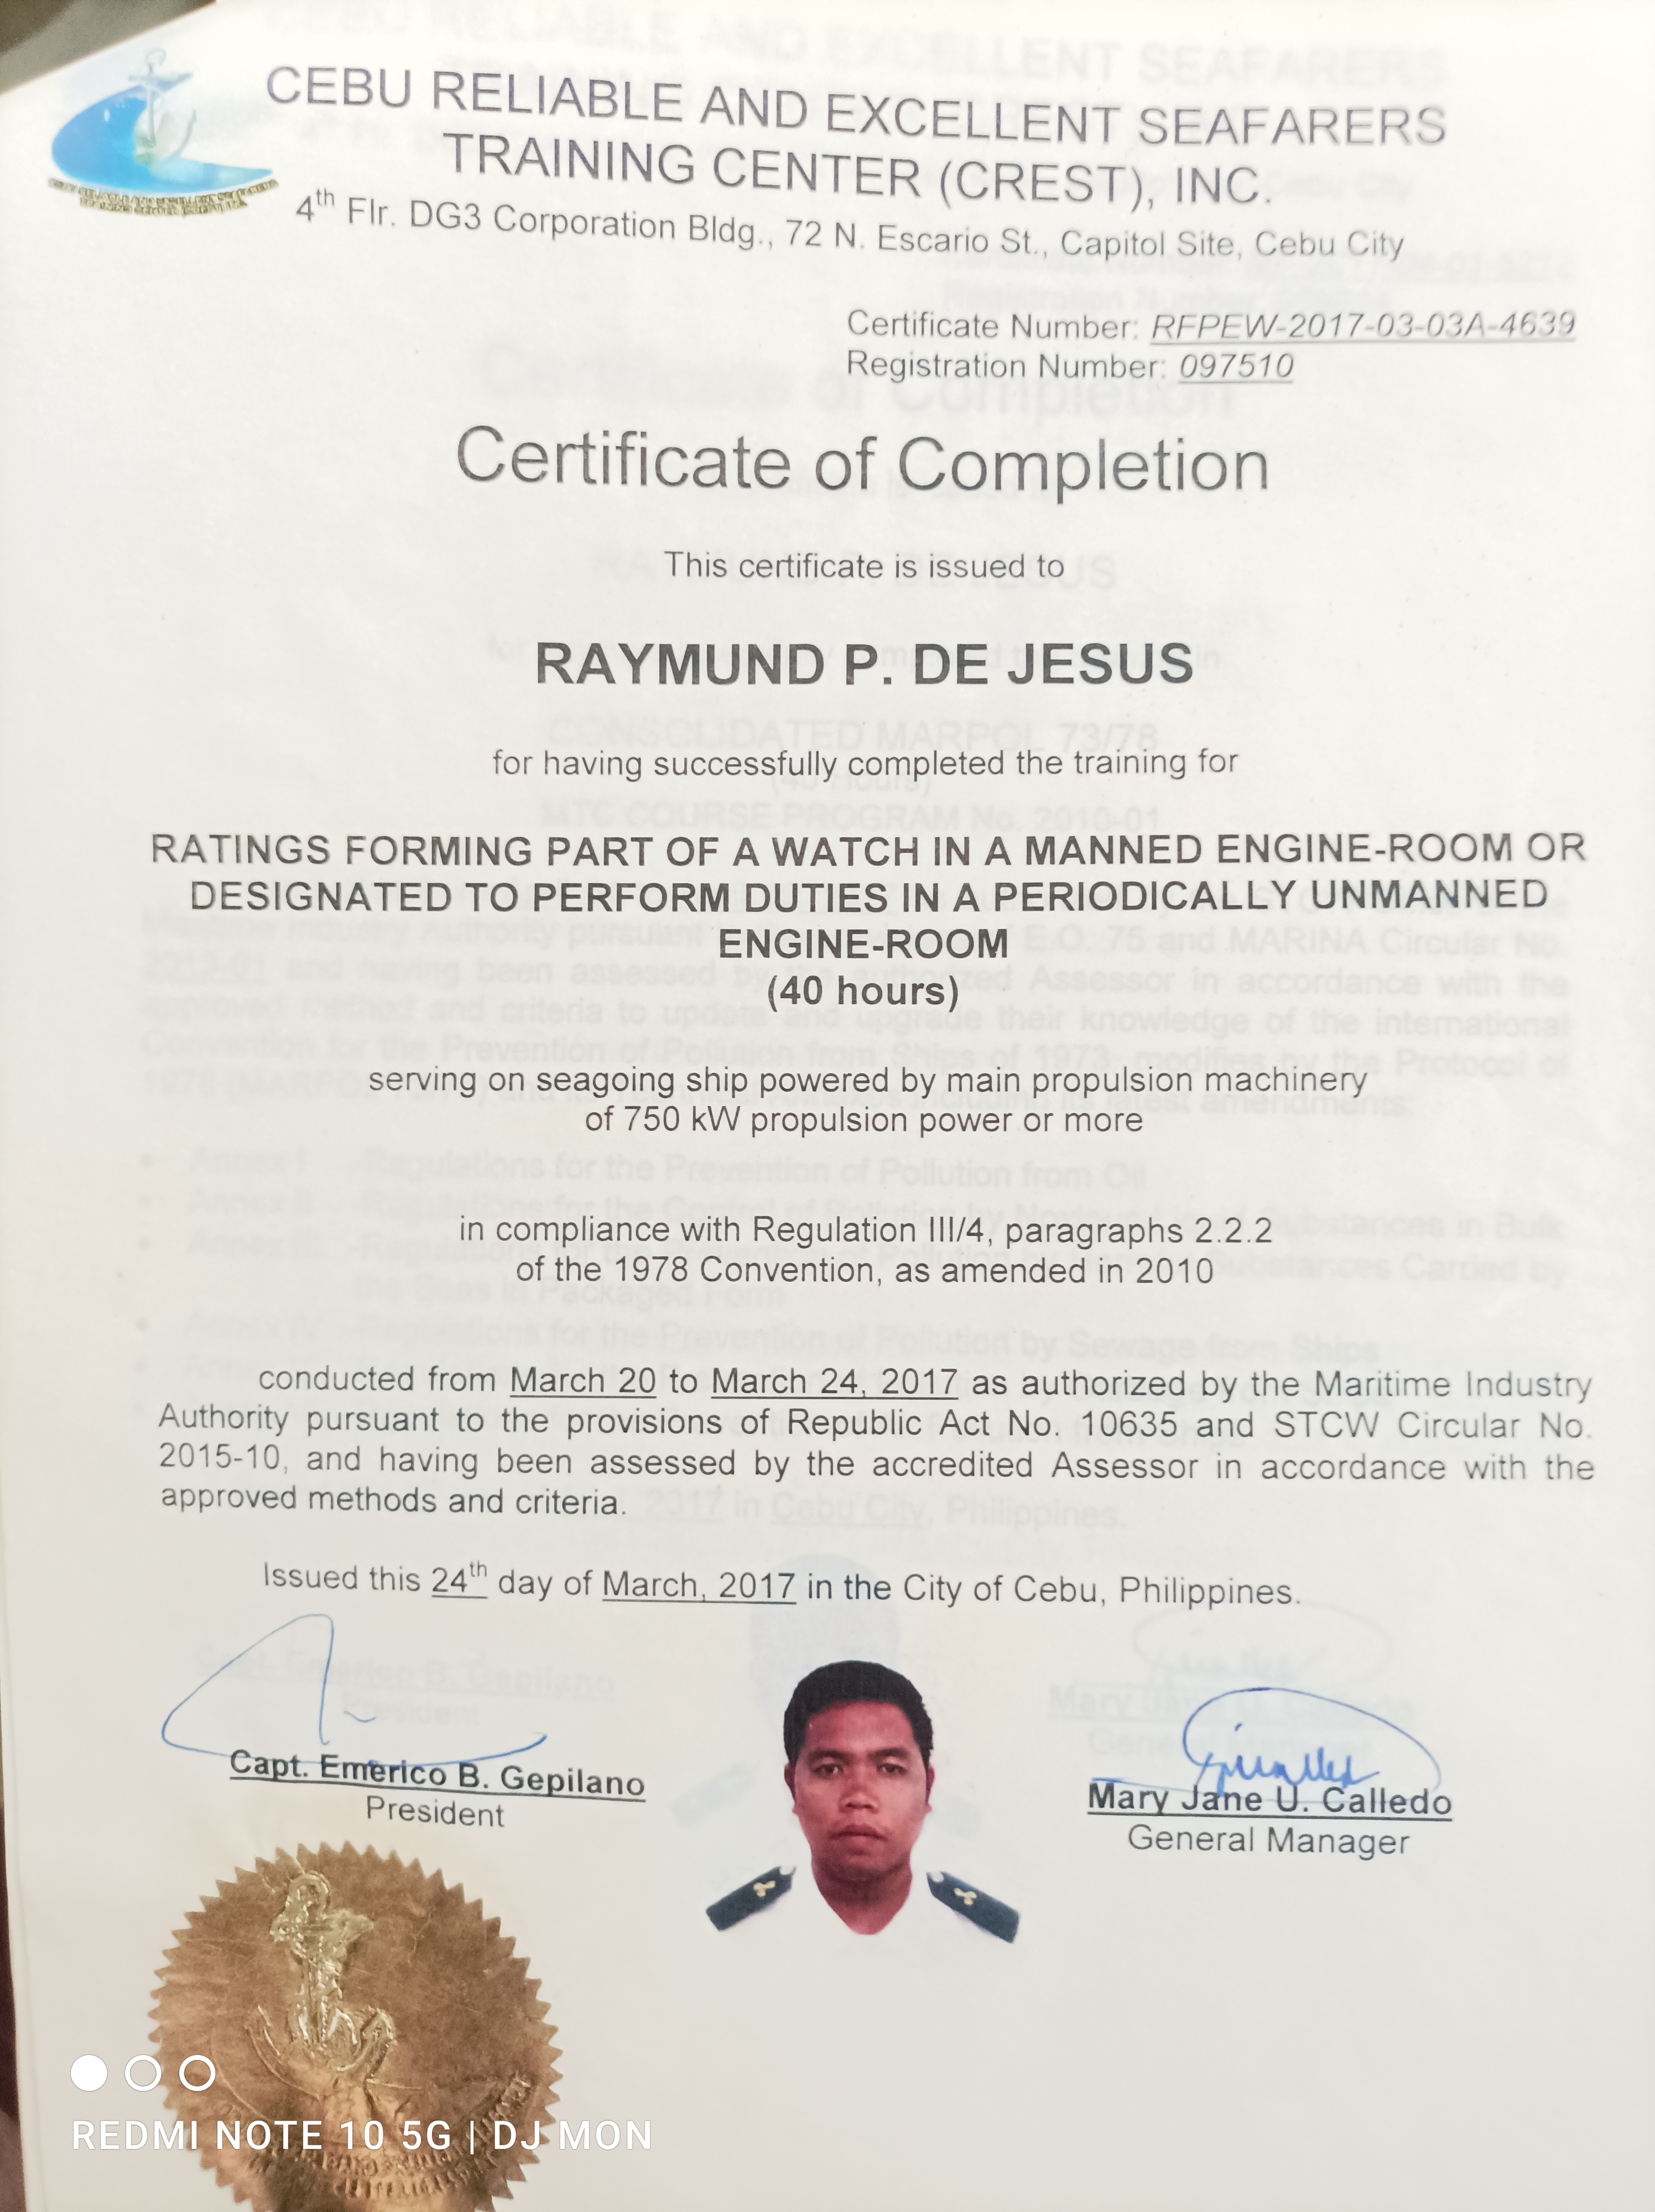 CEBU RELIABLE AND EXCELLENT SEAFARERS
TRAINING CENTER (CREST), INC.
4th Flr. DG3 Corporation Bldg., 72 N. Escario St., Capitol Site, Cebu City
Certificate Number: RFPEW-2017-03-03A-4639
Registration Number: 097510
Certificate of Completion
This certificate is issued to
RAYMUND P. DE JESUS
for having successfully completed the training for
RATINGS FORMING PART OF A WATCH IN A MANNED ENGINE-ROOM OR
DESIGNATED TO PERFORM DUTIES IN A PERIODICALLY UNMANNED
ENGINE-ROOM
(40 hours)
serving on seagoing ship powered by main propulsion machinery
of 750 kW propulsion power or more
in compliance with Regulation III/4, paragraphs 2.2.2
of the 1978 Convention, as amended in 2010
conducted from March 20 to March 24, 2017 as authorized by the Maritime Industry
Authority pursuant to the provisions of Republic Act No. 10635 and STCW Circular No.
2015-10, and having been assessed by the accredited Assessor in accordance with the
approved methods and criteria.
Issued this 24th day of March, 2017 in the City of Cebu, Philippines.
Capt. Emerico B. Gepilano
President
Mary Jane U. Calledo
General Manager
REDMI NOTE 10 5G | DJ MON